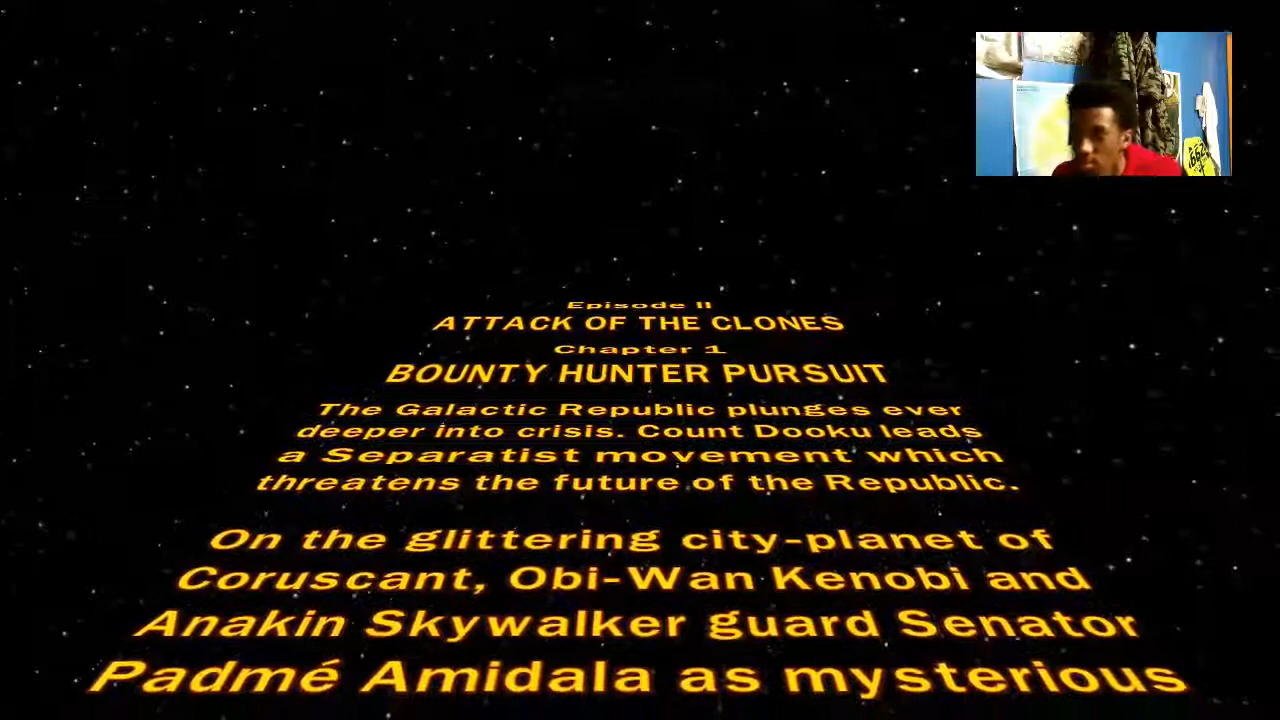 Episode II
ATTACK OF THE CLONES
Chapter 1
BOUNTY HUNTER PURSUIT
The Galactic Republic plunges ever
deeper into crisis. Count Dooku leads
a Separatist movement which
threatens the future of the Republic.
On the glittering city-planet of
Coruscant, Obi-Wan Kenobi and
Anakin Skywalker guard Senator
Padmé Amidala as mysterious